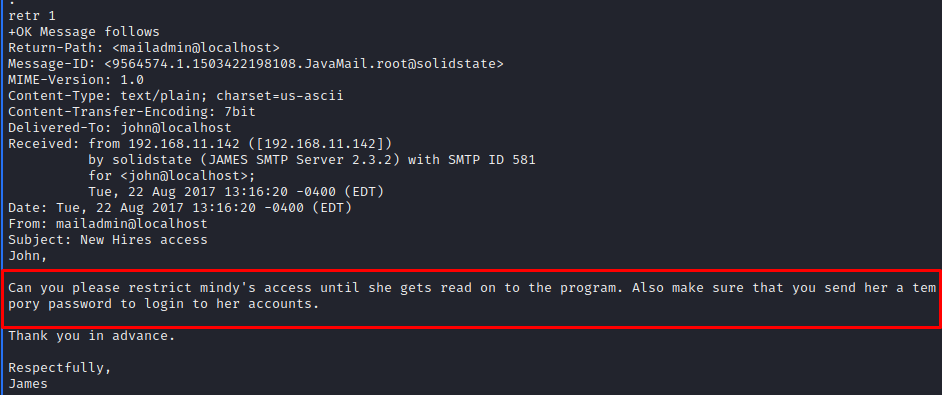 retr 1
+OK Message follows
Return-Path: <mailadmin@localhost>
Message-ID: <9564574.1.1503422198108.JavaMail.root@solidstate>
MIME-Version: 1.0
Content-Type: text/plain; charset=us-ascii
Content-Transfer-Encoding: 7bit
Delivered-To: john@localhost
Received: from 192.168.11.142 ([192.168.11.142])
          by solidstate (JAMES SMTP Server 2.3.2) with SMTP ID 581
          for <john@localhost>;
          Tue, 22 Aug 2017 13:16:20 -0400 (EDT)
Date: Tue, 22 Aug 2017 13:16:20 -0400 (EDT)
From: mailadmin@localhost
Subject: New Hires access
John,
Can you please restrict mindy's access until she gets read on to the program. Also make sure that you send her a tem
pory password to login to her accounts.
Thank you in advance.
Respectfully,
James